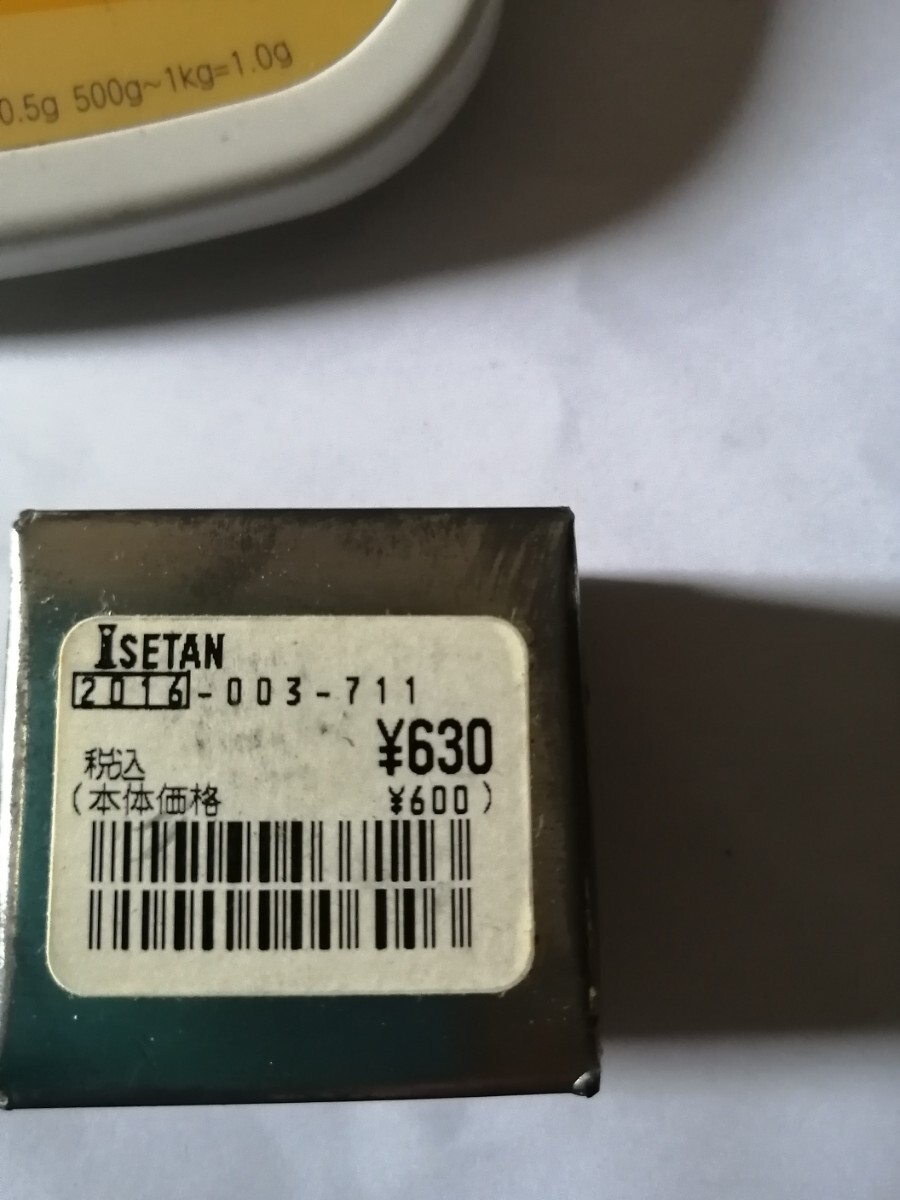 0.5g 500g~1kg=1.0g
ISETAN
2016-003-711
¥630
税込
(本体価格 ¥600)